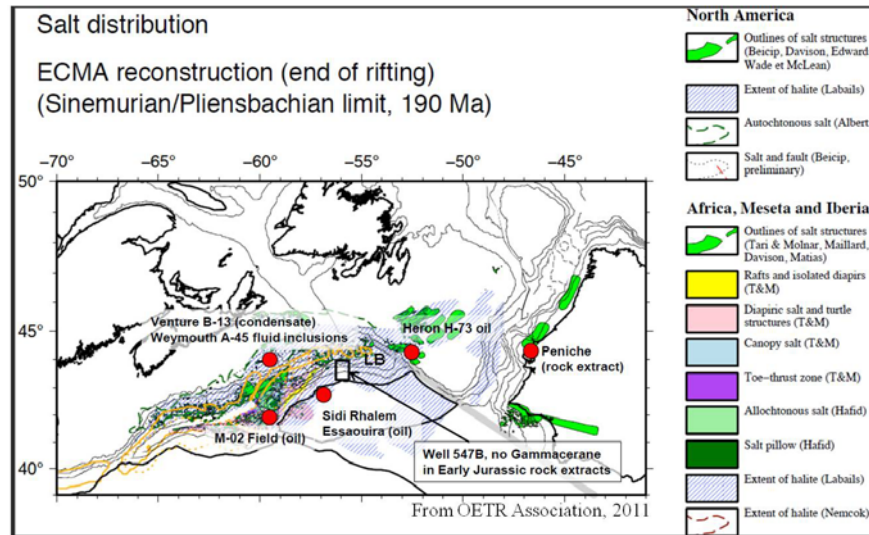 Salt distribution
ECMA reconstruction (end of rifting)
(Sinemurian/Pliensbachian limit, 190 Ma)
−70 −65 −60 −55 −50 −45
50°
45°
40°
Venture B-13 (condensate)
Weymouth A-45 fluid inclusions
Heron H-73 oil
LB
Peniche
(rock extract)
Sidi Rhalem
Essaouira (oil)
M-02 Field (oil)
Well 547B, no Gammacerane
in Early Jurassic rock extracts
From OETR Association, 2011
North America
Outlines of salt structures
(Beicip, Davison, Edward
Wade et McLean)
Extent of halite (Labails)
Autochtonous salt (Albert
Salt and fault (Beicip,
preliminary)
Africa, Meseta and Iberia
Outlines of salt structures
(Tari & Molnar, Maillard,
Davison, Matias)
Rafts and isolated diapirs
(T&M)
Diapiric salt and turtle
structures (T&M)
Canopy salt (T&M)
Toe−thrust zone (T&M)
Allochtonous salt (Hafid)
Salt pillow (Hafid)
Extent of halite (Labails)
Extent of halite (Nemcok)